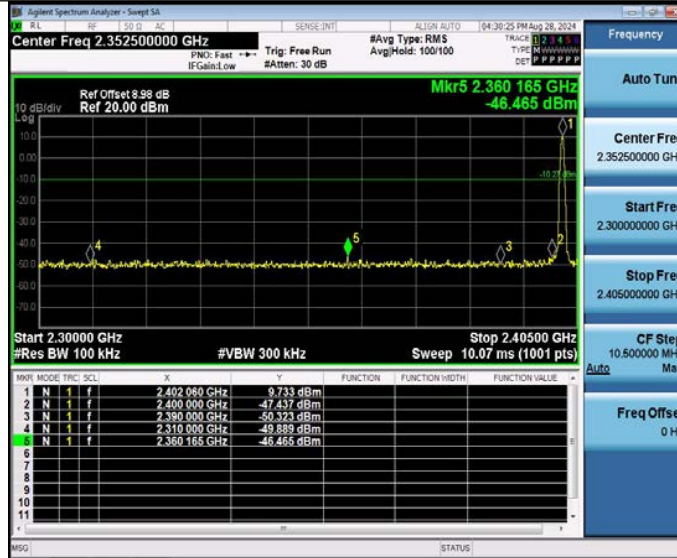 Agilent Spectrum Analyzer - Swept SA
RL RF 50 Ω AC SENSE:INT ALIGN AUTO 04:30:25 PM Aug 28, 2024
Center Freq 2.352500000 GHz
PNO: Fast Trig: Free Run
IFGain:Low #Atten: 30 dB
#Avg Type: RMS
Avg|Hold: 100/100
TRACE 1 2 3 4 5 6
TYPE M W W W W W
DET P P P P P P
Ref Offset 8.98 dB
10 dB/div Ref 20.00 dBm
Log
Mkr5 2.360 165 GHz
-46.465 dBm
10.0
0.00
-10.0
-20.0
-30.0
-40.0
-50.0
-60.0
-70.0
1
2
3
4
5
Start 2.30000 GHz Stop 2.40500 GHz
#Res BW 100 kHz #VBW 300 kHz Sweep 10.07 ms (1001 pts)
MKR MODE TRC SCL X Y FUNCTION FUNCTION WIDTH FUNCTION VALUE
1 N 1 f 2.402 060 GHz 9.733 dBm
2 N 1 f 2.400 000 GHz -47.437 dBm
3 N 1 f 2.390 000 GHz -50.323 dBm
4 N 1 f 2.310 000 GHz -49.889 dBm
5 N 1 f 2.360 165 GHz -46.465 dBm
6
7
8
9
10
11
MSG STATUS
Frequency
Auto Tun
Center Fre
2.352500000 GH
Start Fre
2.300000000 GH
Stop Fre
2.405000000 GH
CF Ste
10.500000 MH
Auto Ma
Freq Offse
0 H